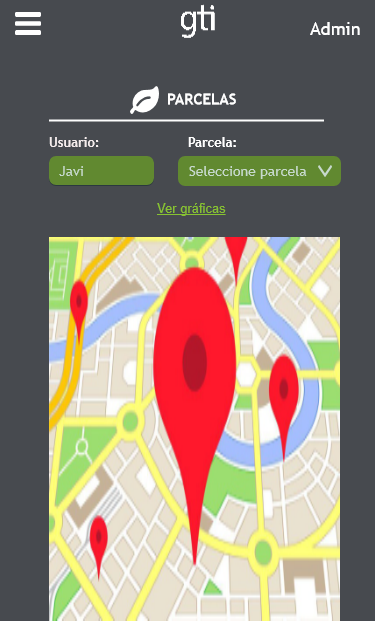 gti
Admin
PARCELAS
Usuario: Parcela:
Javi Seleccione parcela
Ver gráficas